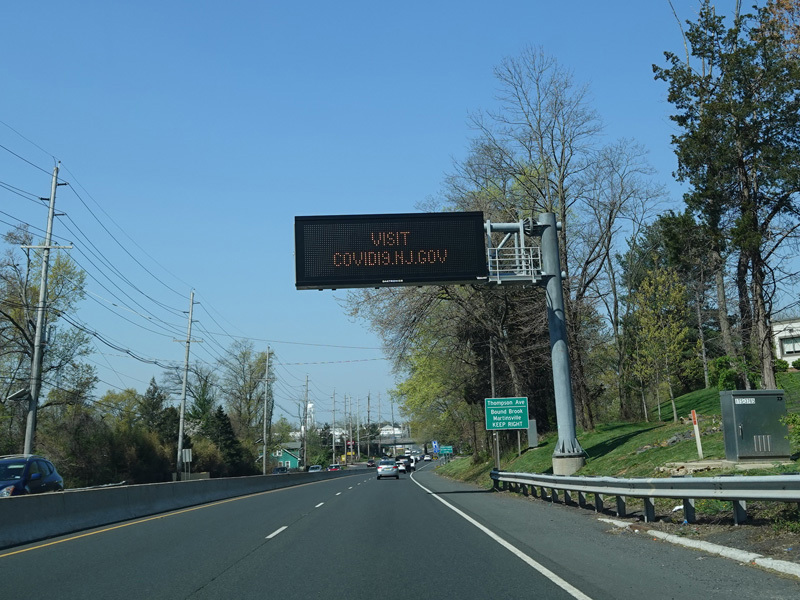 VISIT
COVID19.NJ.GOV
Thompson Ave
Bound Brook
Martinsville
KEEP RIGHT